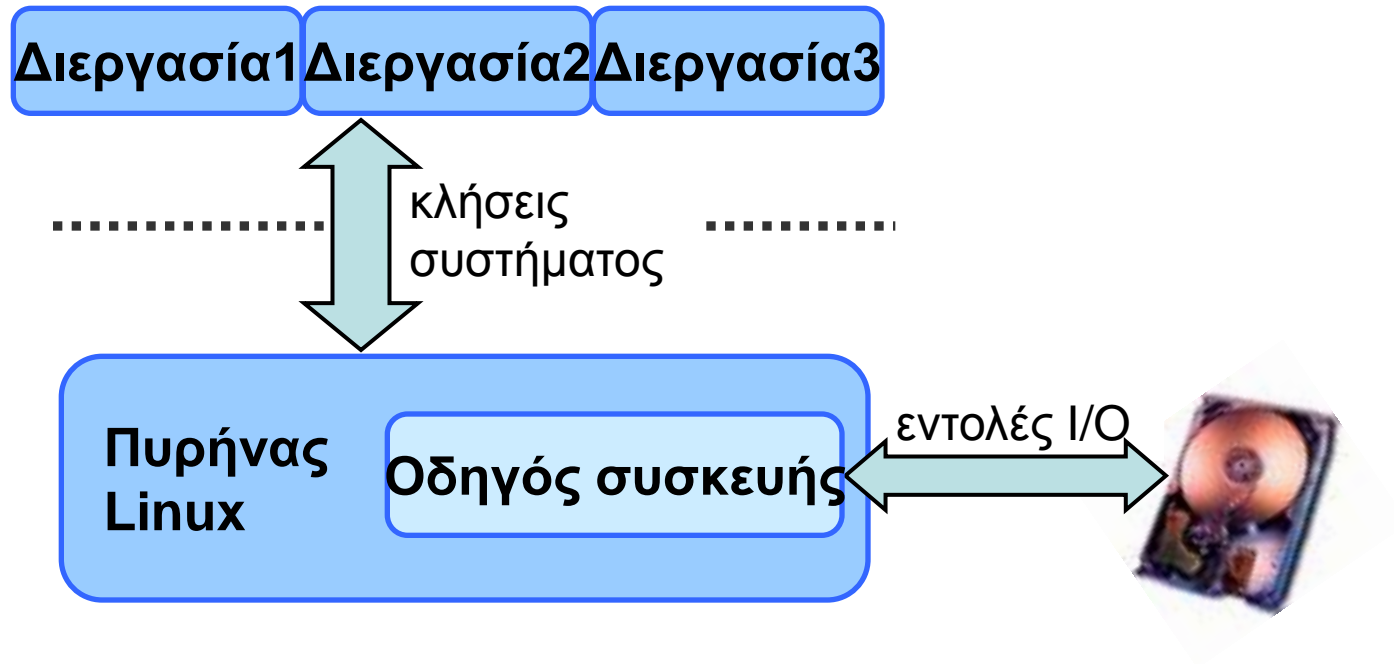 Διεργασία1 Διεργασία2 Διεργασία3
κλήσεις
συστήματος
Πυρήνας
Linux
Οδηγός συσκευής
εντολές I/O